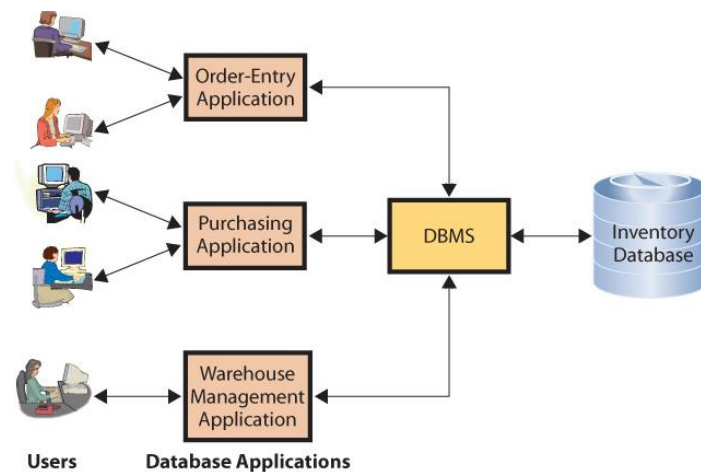 Order-Entry
Application
Purchasing
Application
DBMS
Inventory
Database
Warehouse
Management
Application
Users
Database Applications